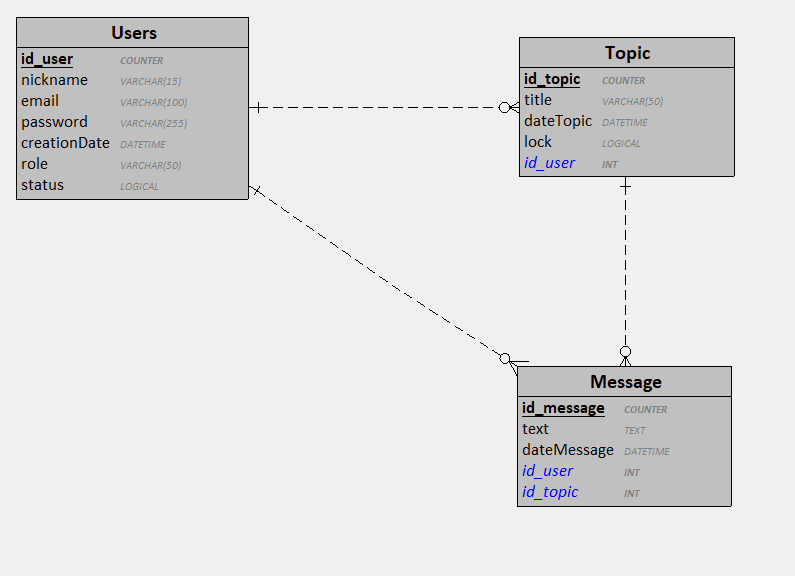 Users
id_user COUNTER
nickname VARCHAR(15)
email VARCHAR(100)
password VARCHAR(255)
creationDate DATETIME
role VARCHAR(50)
status LOGICAL
Topic
id_topic COUNTER
title VARCHAR(50)
dateTopic DATETIME
lock LOGICAL
id_user INT
Message
id_message COUNTER
text TEXT
dateMessage DATETIME
id_user INT
id_topic INT